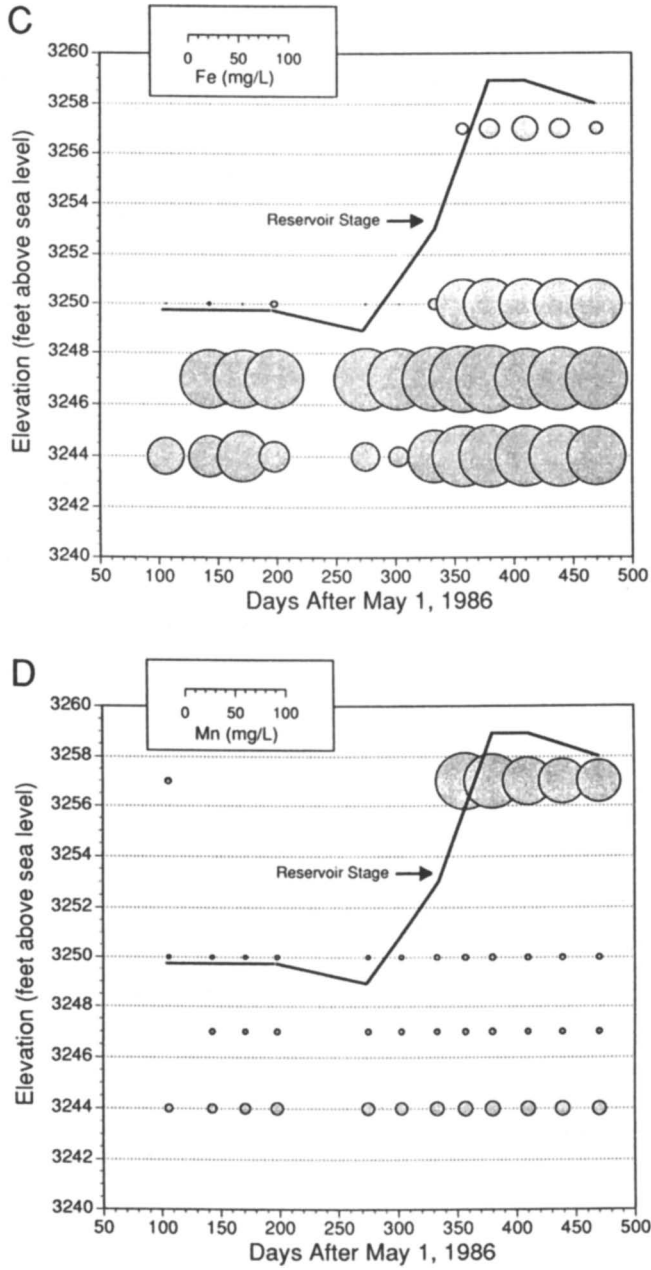 C
0 50 100
Fe (mg/L)
3260
3258
3256
3254
3252
3250
3248
3246
3244
3242
3240
Elevation (feet above sea level)
Reservoir Stage
50 100 150 200 250 300 350 400 450 500
Days After May 1, 1986
D
0 50 100
Mn (mg/L)
3260
3258
3256
3254
3252
3250
3248
3246
3244
3242
3240
Elevation (feet above sea level)
Reservoir Stage
50 100 150 200 250 300 350 400 450 500
Days After May 1, 1986